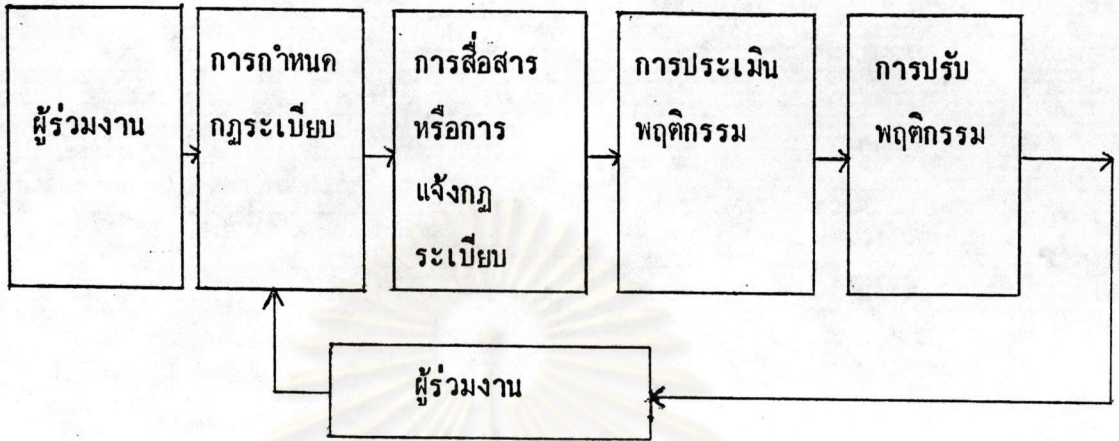 ผู้ร่วมงาน
การกำหนด
กฎระเบียบ
การสื่อสาร
หรือการ
แจ้งกฎ
ระเบียบ
การประเมิน
พฤติกรรม
การปรับ
พฤติกรรม
ผู้ร่วมงาน